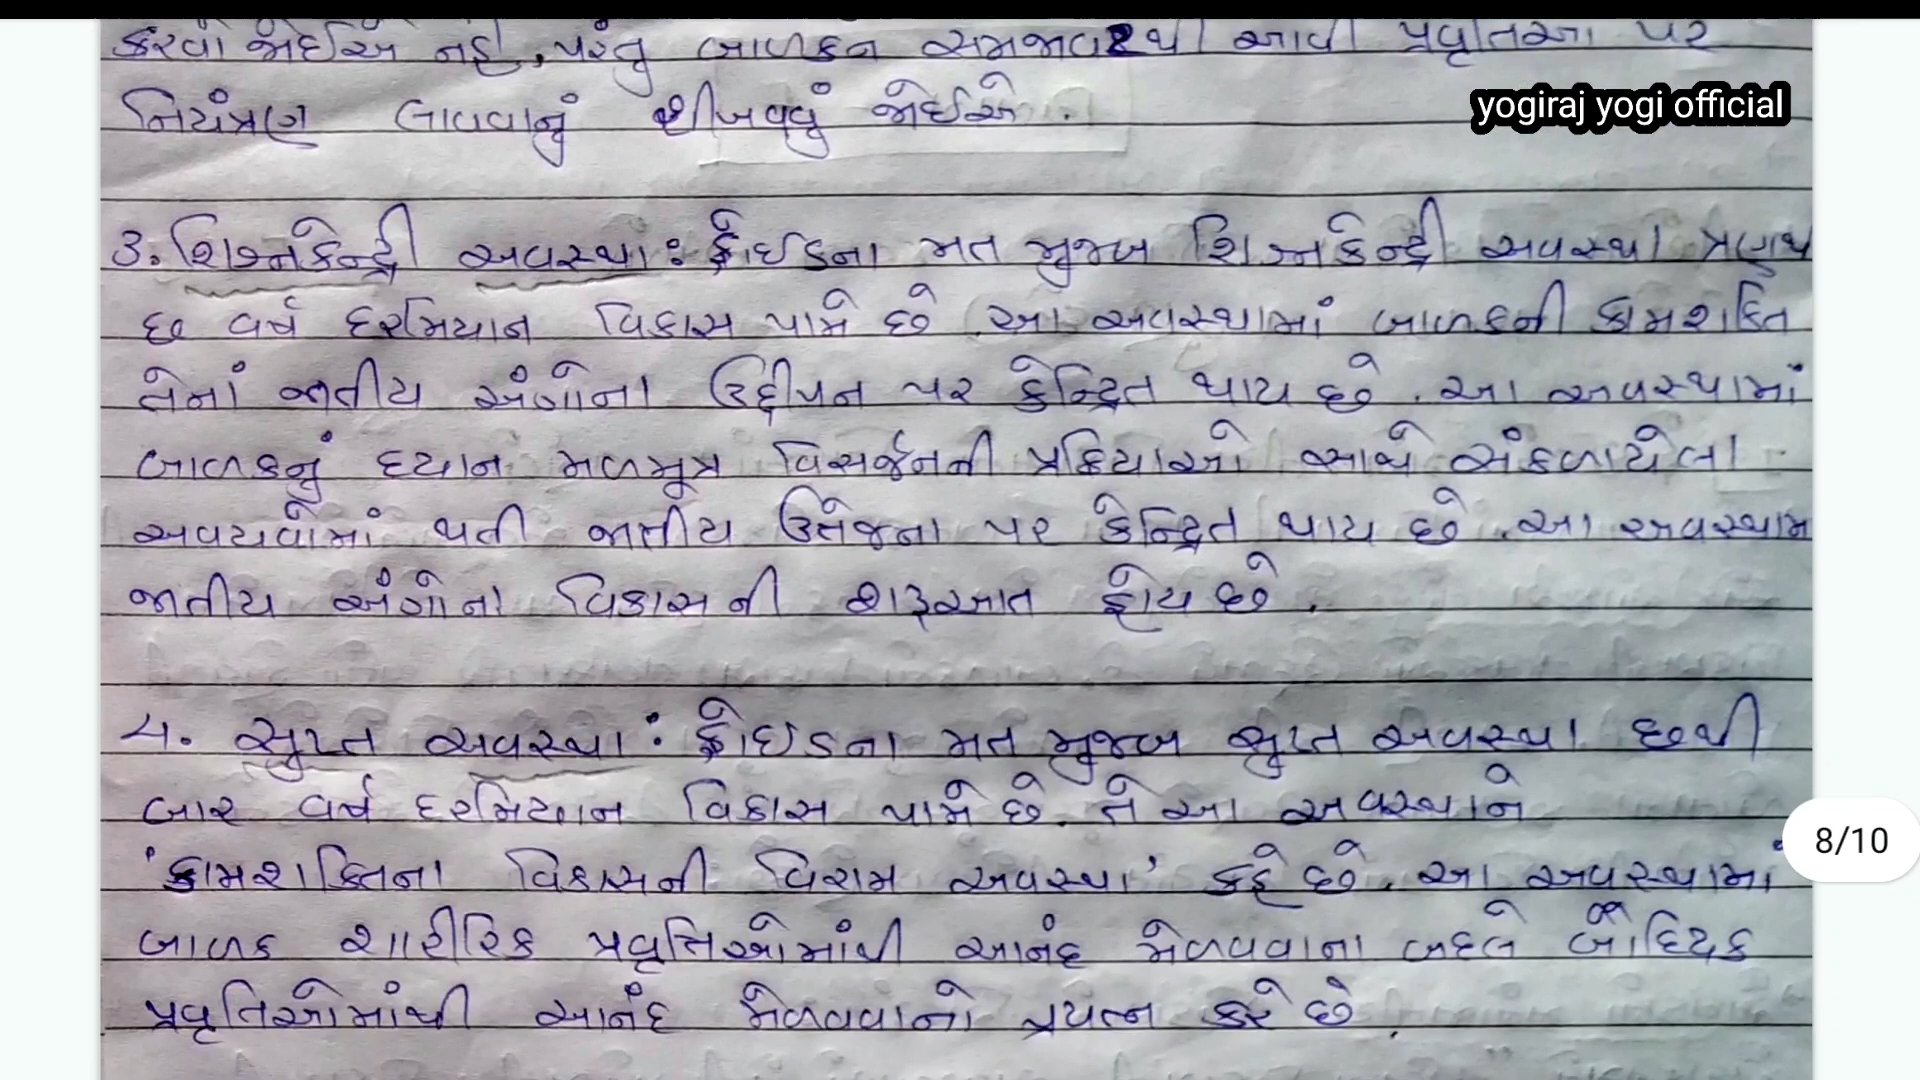 કરવી જોઈએ નહીં, પરંતુ બાળકને સમજાવટથી આવી પ્રવૃતિઓ પર
નિયંત્રણ લાવવાનું શીખવવું જોઈએ.
yogiraj yogi official
3. શિશ્નકેન્દ્રી અવસ્થા : ફ્રોઈડના મત મુજબ શિશ્નકેન્દ્રી અવસ્થા ત્રણથી
છ વર્ષ દરમિયાન વિકાસ પામે છે. આ અવસ્થામાં બાળકની કામશકિત
તેનાં જાતીય અંગોના ઉદ્દીપન પર કેન્દ્રિત થાય છે. આ અવસ્થામાં
બાળકનું ધ્યાન મળમૂત્ર વિસર્જનની પ્રક્રિયાઓ સાથે સંકળાયેલા
અવયવોમાં થતી જાતીય ઉતેજના પર કેન્દ્રિત થાય છે. આ અવસ્થામ
જાતીય અંગોના વિકાસ ની શરૂઆત હોય છે.
4. સુપ્ત અવસ્થા : ફ્રોઈડના મત મુજબ સુપ્ત અવસ્થા છથી
બાર વર્ષ દરમિયાન વિકાસ પામે છે. તે આ અવસ્થાને
'કામશકિતના વિકાસની વિરામ અવસ્થા' કહે છે. આ અવસ્થામાં
બાળક શારીરિક પ્રવૃત્તિઓમાંથી આનંદ મેળવવાના બદલે બૌદ્ધિક
પ્રવૃતિઓમાંથી આનંદ મેળવવાનો પ્રયત્ન કરે છે.
8/10